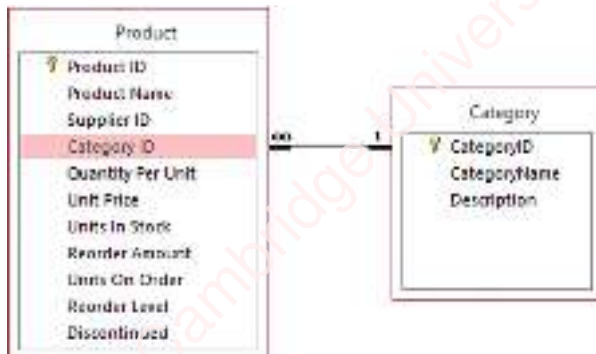 Product
Product ID
Product Name
Supplier ID
Category ID
Quantity Per Unit
Unit Price
Units In Stock
Reorder Amount
Units On Order
Reorder Level
Discontinued
∞ 1
Category
CategoryID
CategoryName
Description